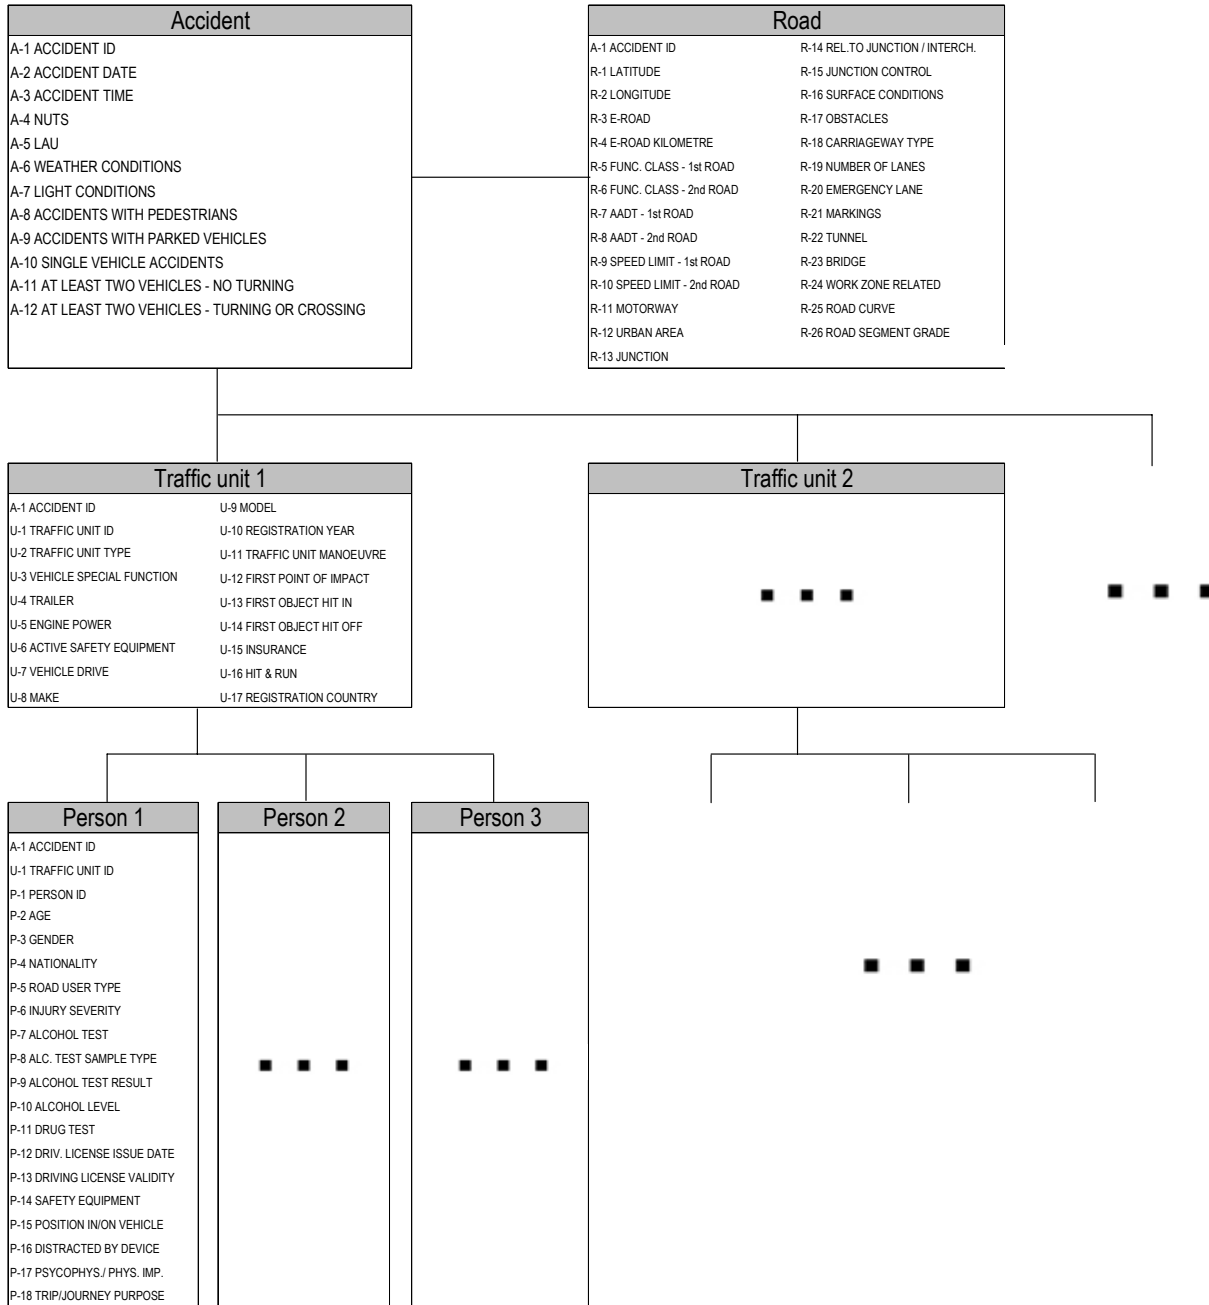 Accident
A-1 ACCIDENT ID
A-2 ACCIDENT DATE
A-3 ACCIDENT TIME
A-4 NUTS
A-5 LAU
A-6 WEATHER CONDITIONS
A-7 LIGHT CONDITIONS
A-8 ACCIDENTS WITH PEDESTRIANS
A-9 ACCIDENTS WITH PARKED VEHICLES
A-10 SINGLE VEHICLE ACCIDENTS
A-11 AT LEAST TWO VEHICLES - NO TURNING
A-12 AT LEAST TWO VEHICLES - TURNING OR CROSSING
Road
A-1 ACCIDENT ID
R-1 LATITUDE
R-2 LONGITUDE
R-3 E-ROAD
R-4 E-ROAD KILOMETRE
R-5 FUNC. CLASS - 1st ROAD
R-6 FUNC. CLASS - 2nd ROAD
R-7 AADT - 1st ROAD
R-8 AADT - 2nd ROAD
R-9 SPEED LIMIT - 1st ROAD
R-10 SPEED LIMIT - 2nd ROAD
R-11 MOTORWAY
R-12 URBAN AREA
R-13 JUNCTION
R-14 REL.TO JUNCTION / INTERCH.
R-15 JUNCTION CONTROL
R-16 SURFACE CONDITIONS
R-17 OBSTACLES
R-18 CARRIAGEWAY TYPE
R-19 NUMBER OF LANES
R-20 EMERGENCY LANE
R-21 MARKINGS
R-22 TUNNEL
R-23 BRIDGE
R-24 WORK ZONE RELATED
R-25 ROAD CURVE
R-26 ROAD SEGMENT GRADE
Traffic unit 1
A-1 ACCIDENT ID
U-1 TRAFFIC UNIT ID
U-2 TRAFFIC UNIT TYPE
U-3 VEHICLE SPECIAL FUNCTION
U-4 TRAILER
U-5 ENGINE POWER
U-6 ACTIVE SAFETY EQUIPMENT
U-7 VEHICLE DRIVE
U-8 MAKE
U-9 MODEL
U-10 REGISTRATION YEAR
U-11 TRAFFIC UNIT MANOEUVRE
U-12 FIRST POINT OF IMPACT
U-13 FIRST OBJECT HIT IN
U-14 FIRST OBJECT HIT OFF
U-15 INSURANCE
U-16 HIT & RUN
U-17 REGISTRATION COUNTRY
Traffic unit 2
...
...
Person 1
A-1 ACCIDENT ID
U-1 TRAFFIC UNIT ID
P-1 PERSON ID
P-2 AGE
P-3 GENDER
P-4 NATIONALITY
P-5 ROAD USER TYPE
P-6 INJURY SEVERITY
P-7 ALCOHOL TEST
P-8 ALC. TEST SAMPLE TYPE
P-9 ALCOHOL TEST RESULT
P-10 ALCOHOL LEVEL
P-11 DRUG TEST
P-12 DRIV. LICENSE ISSUE DATE
P-13 DRIVING LICENSE VALIDITY
P-14 SAFETY EQUIPMENT
P-15 POSITION IN/ON VEHICLE
P-16 DISTRACTED BY DEVICE
P-17 PSYCOPHYS./ PHYS. IMP.
P-18 TRIP/JOURNEY PURPOSE
Person 2
...
Person 3
...
...